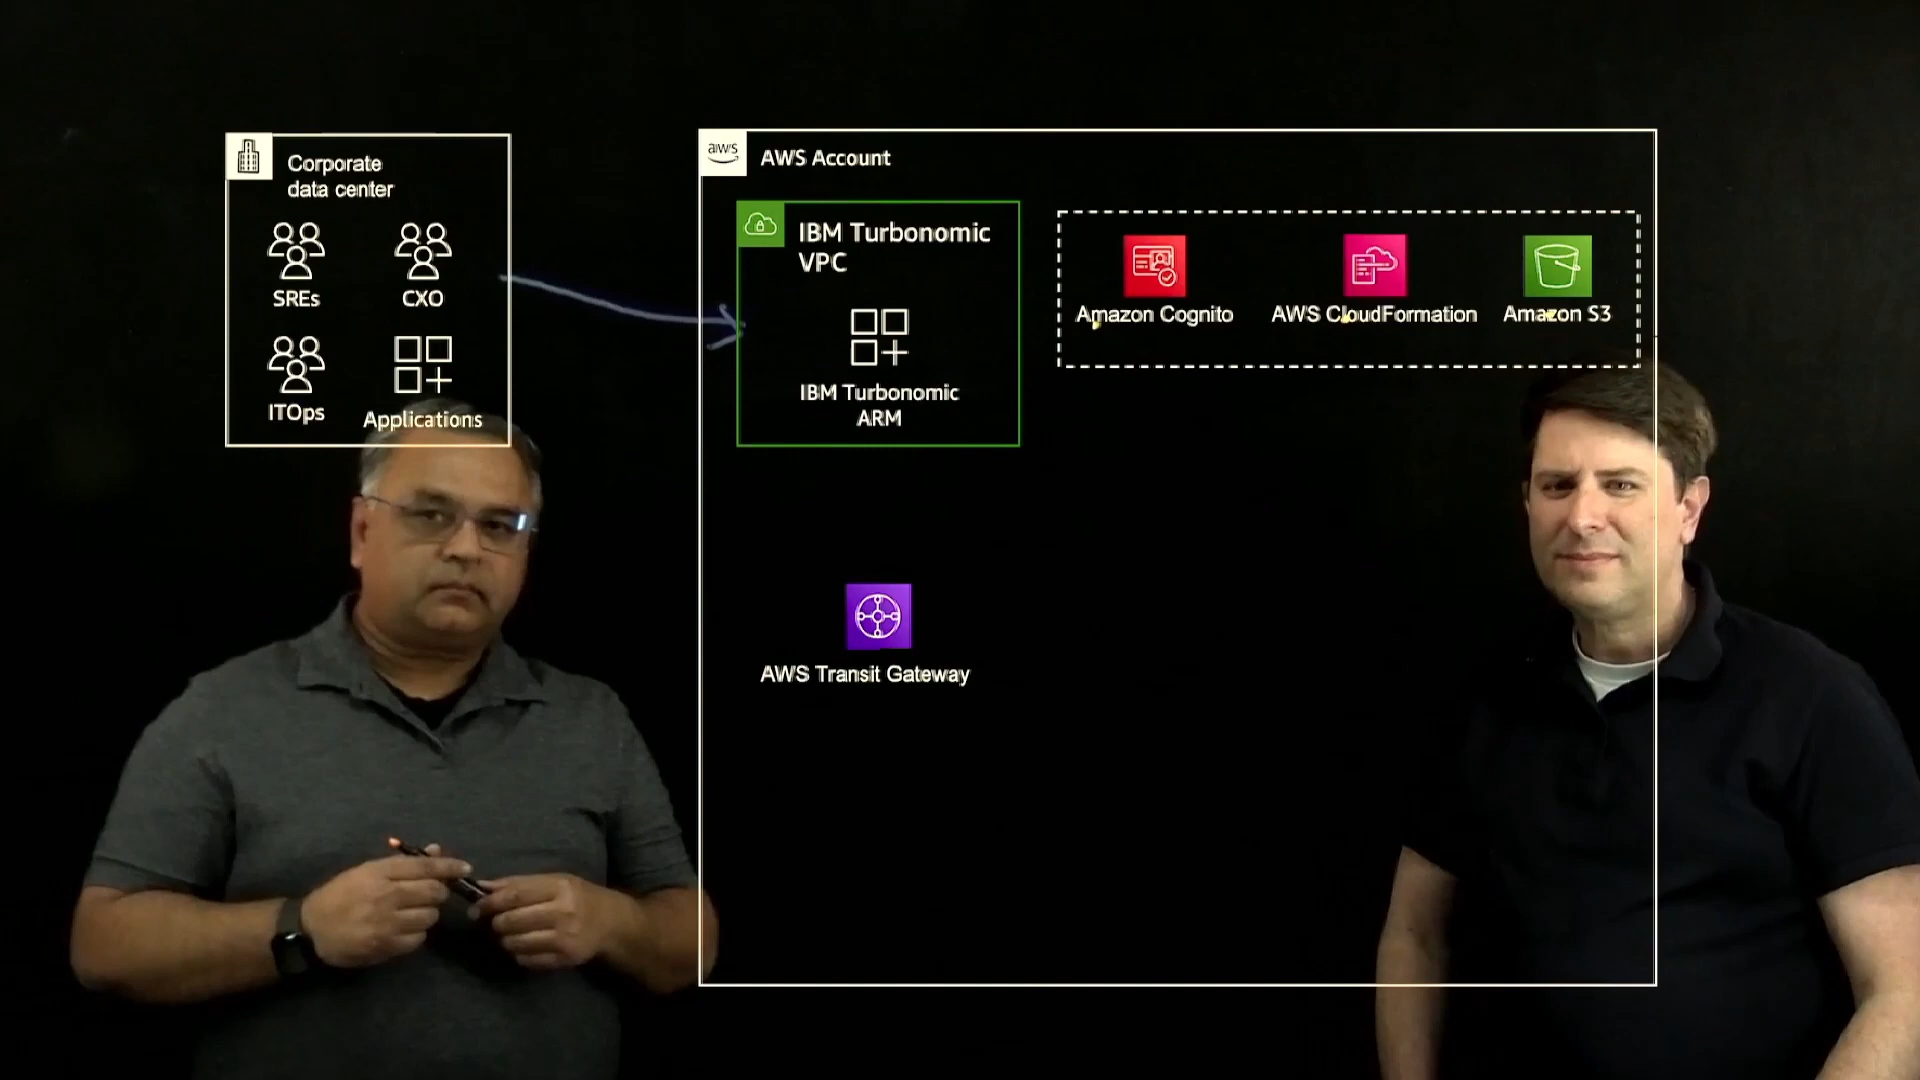 Corporate
data center
SREs
CXO
ITOps
Applications
aws
AWS Account
IBM Turbonomic
VPC
IBM Turbonomic
ARM
Amazon Cognito
AWS CloudFormation
Amazon S3
AWS Transit Gateway